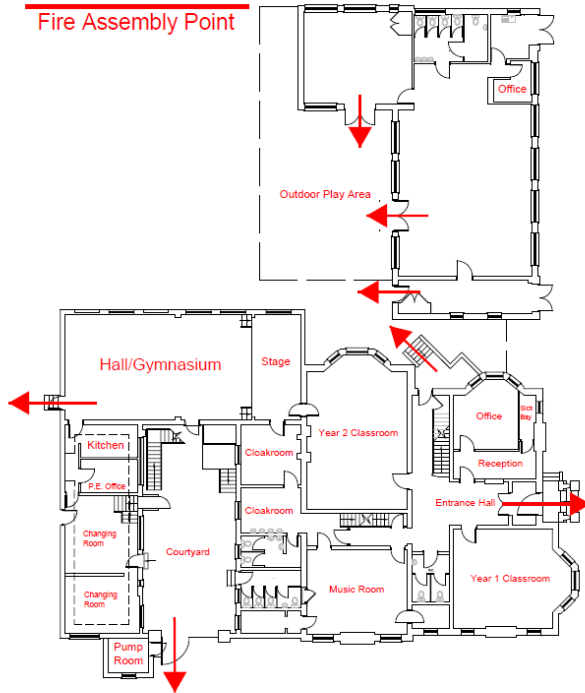 Fire Assembly Point
Office
Outdoor Play Area
Hall/Gymnasium
Stage
Kitchen
P.E. Office
Cloakroom
Year 2 Classroom
Office
Sick
Bay
Reception
Changing
Room
Cloakroom
Entrance Hall
Courtyard
Changing
Room
Music Room
Year 1 Classroom
Pump
Room